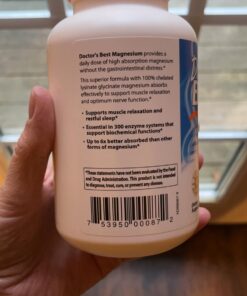 Doctor's Best Magnesium provides a
daily dose of high absorption magnesium
without the gastrointestinal distress.*
This superior formula with 100% chelated
lysinate glycinate magnesium absorbs
effectively to support muscle relaxation
and optimum nerve function.*
• Supports muscle relaxation and
restful sleep*
• Essential in 300 enzyme systems that
support biochemical functions*
• Up to 6x better absorbed than other
forms of magnesium*
*These statements have not been evaluated by the Food
and Drug Administration. This product is not intended
to diagnose, treat, cure, or prevent any disease.
7 53950 00087 2